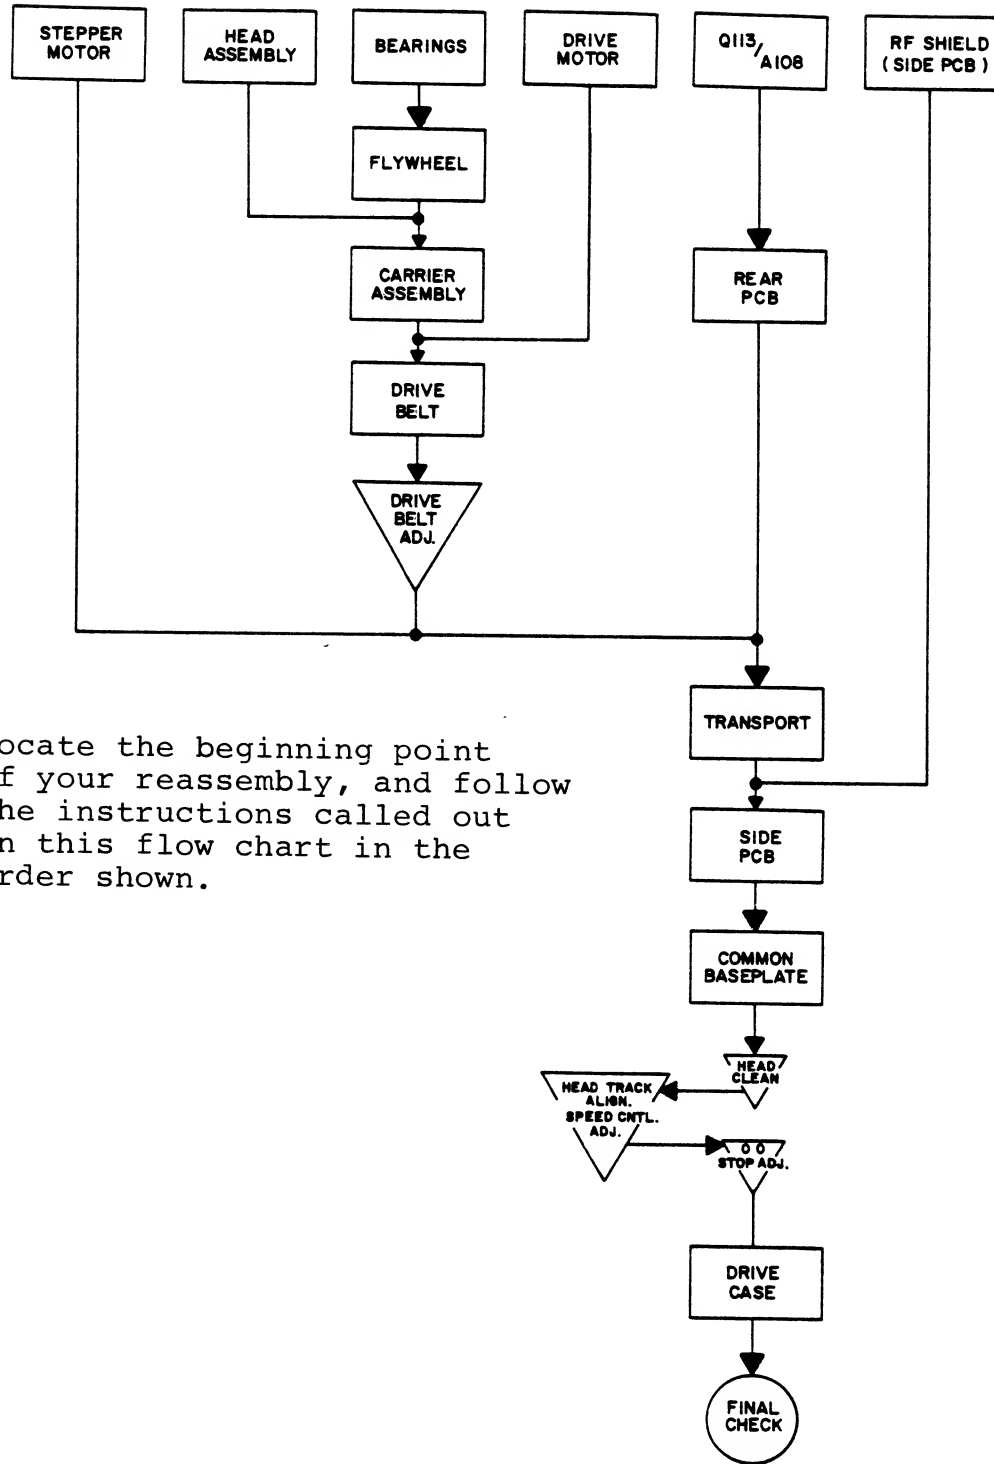 STEPPER
MOTOR
HEAD
ASSEMBLY
BEARINGS
DRIVE
MOTOR
Q113/
A108
RF SHIELD
(SIDE PCB)
FLYWHEEL
CARRIER
ASSEMBLY
REAR
PCB
DRIVE
BELT
DRIVE
BELT
ADJ.
TRANSPORT
ocate the beginning point
f your reassembly, and follow
he instructions called out
n this flow chart in the
rder shown.
SIDE
PCB
COMMON
BASEPLATE
HEAD
CLEAN
HEAD TRACK
ALIGN.
SPEED CNTL.
ADJ.
00
STOP ADJ.
DRIVE
CASE
FINAL
CHECK